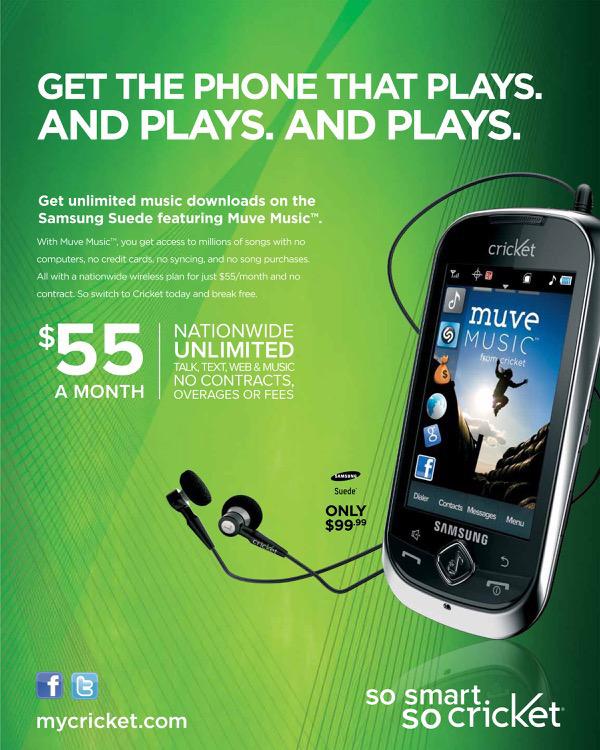 GET THE PHONE THAT PLAYS.
AND PLAYS. AND PLAYS.
Get unlimited music downloads on the
Samsung Suede featuring Muve Music™.
With Muve Music™, you get access to millions of songs with no
computers, no credit cards, no syncing, and no song purchases.
All with a nationwide wireless plan for just $55/month and no
contract. So switch to Cricket today and break free.
$55
A MONTH
NATIONWIDE
UNLIMITED
TALK, TEXT, WEB & MUSIC
NO CONTRACTS,
OVERAGES OR FEES
cricket
muve
MUSIC™
from cricket
Dialer Contacts Messages Menu
SAMSUNG
SAMSUNG
Suede™
ONLY
$99.99
cricket
mycricket.com
so smart.
so cricket®